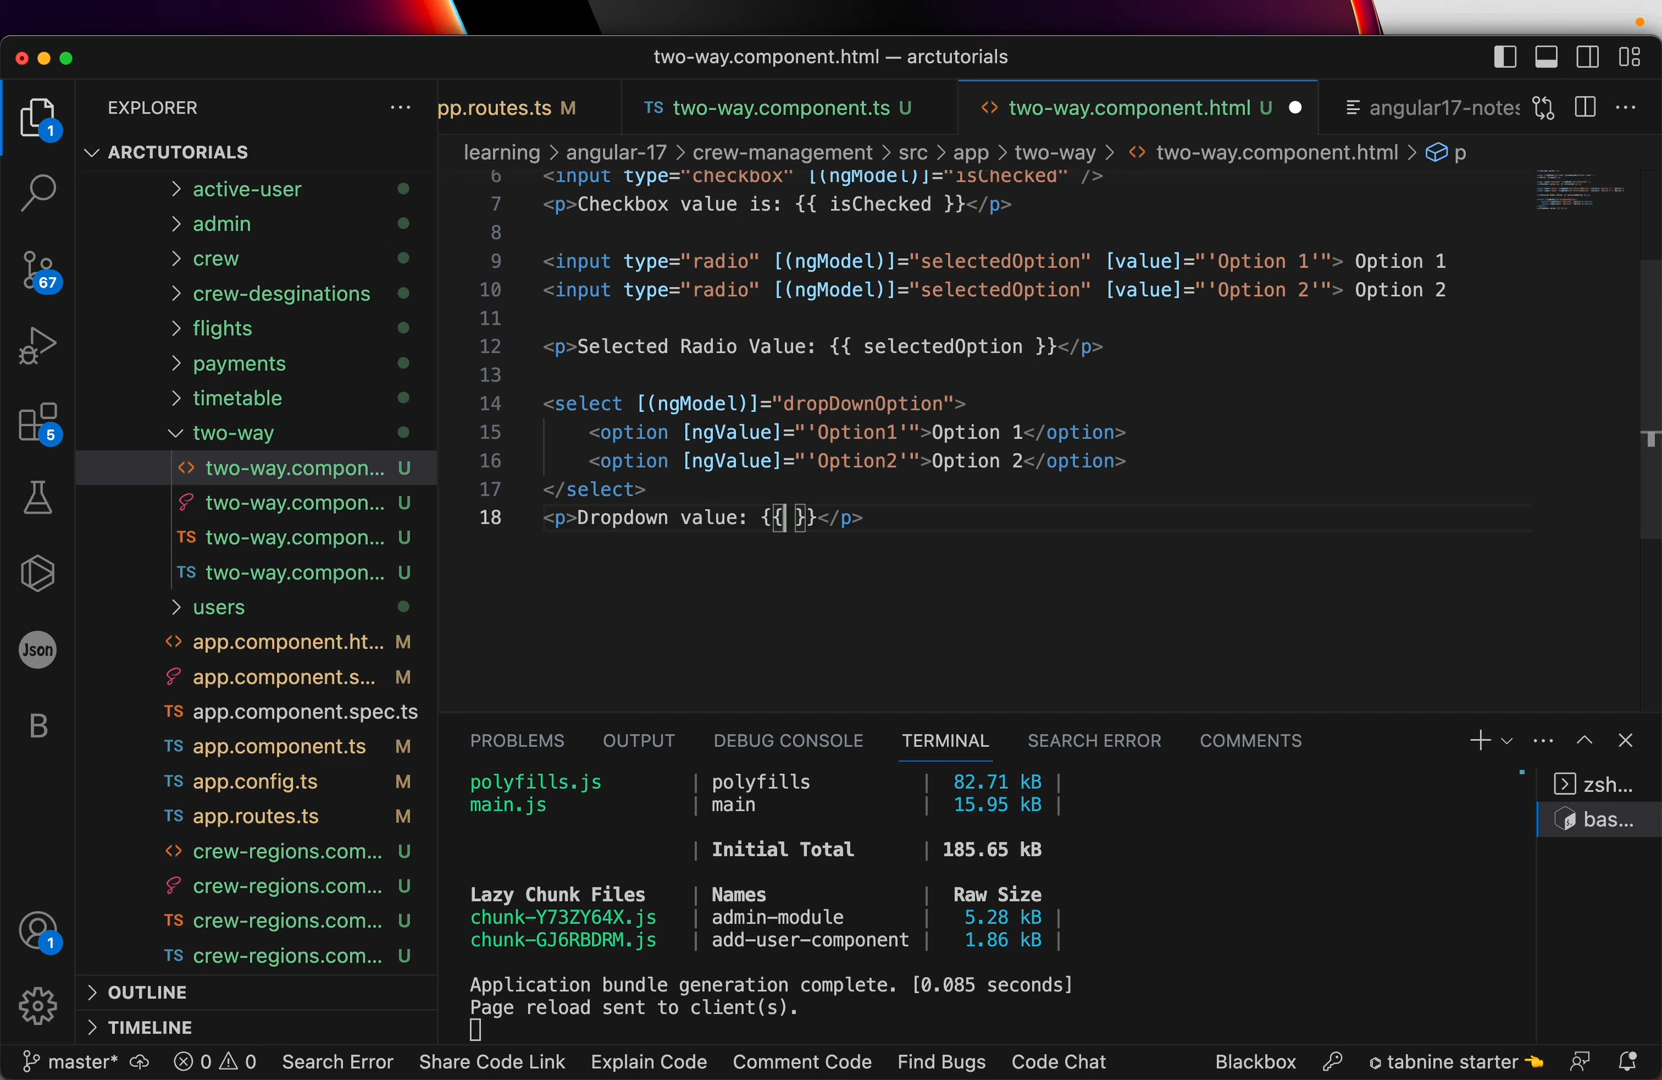 two-way.component.html — arctutorials
EXPLORER
pp.routes.ts M
TS two-way.component.ts U
<> two-way.component.html U
angular17-notes
1
ARCTUTORIALS
learning > angular-17 > crew-management > src > app > two-way > <> two-way.component.html > p
active-user
admin
crew
crew-desginations
flights
payments
timetable
two-way
<> two-way.compon... U
two-way.compon... U
TS two-way.compon... U
TS two-way.compon... U
users
<> app.component.ht... M
app.component.s... M
TS app.component.spec.ts
TS app.component.ts M
TS app.config.ts M
TS app.routes.ts M
<> crew-regions.com... U
crew-regions.com... U
TS crew-regions.com... U
TS crew-regions.com... U
OUTLINE
TIMELINE
67
5
Json
B
1
6 <input type="checkbox" [(ngModel)]="isChecked" />
7 <p>Checkbox value is: {{ isChecked }}</p>
8
9 <input type="radio" [(ngModel)]="selectedOption" [value]="'Option 1'"> Option 1
10 <input type="radio" [(ngModel)]="selectedOption" [value]="'Option 2'"> Option 2
11
12 <p>Selected Radio Value: {{ selectedOption }}</p>
13
14 <select [(ngModel)]="dropDownOption">
15 <option [ngValue]="'Option1'">Option 1</option>
16 <option [ngValue]="'Option2'">Option 2</option>
17 </select>
18 <p>Dropdown value: {{ }}</p>
PROBLEMS OUTPUT DEBUG CONSOLE TERMINAL SEARCH ERROR COMMENTS
polyfills.js | polyfills | 82.71 kB |
main.js | main | 15.95 kB |
| Initial Total | 185.65 kB
Lazy Chunk Files | Names | Raw Size
chunk-Y73ZY64X.js | admin-module | 5.28 kB |
chunk-GJ6RBDRM.js | add-user-component | 1.86 kB |
Application bundle generation complete. [0.085 seconds]
Page reload sent to client(s).
zsh...
bas...
master* 0 0 Search Error Share Code Link Explain Code Comment Code Find Bugs Code Chat Blackbox tabnine starter